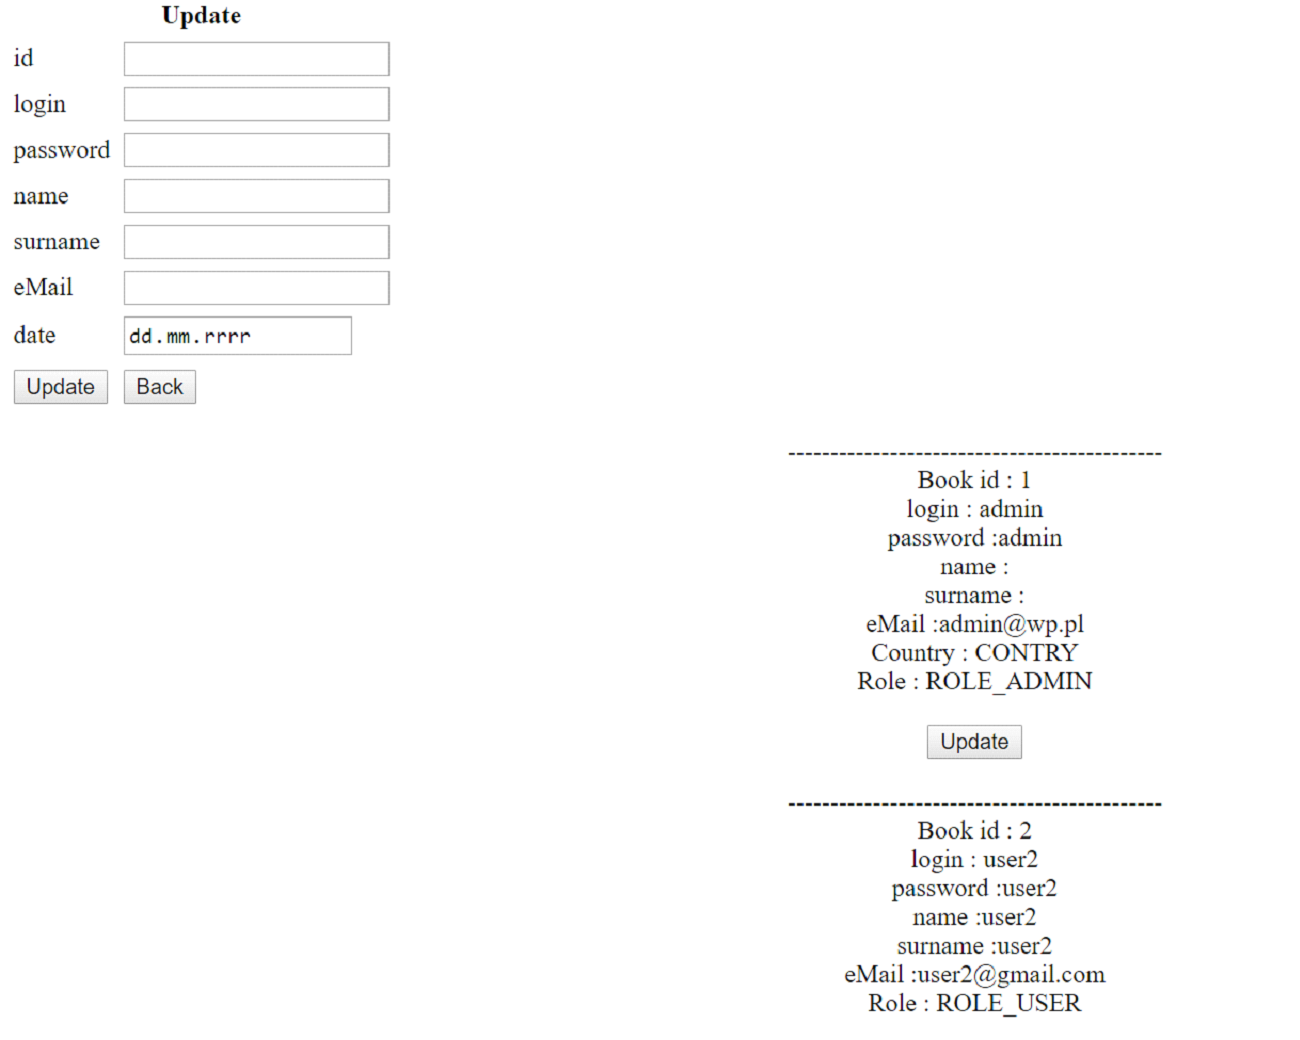 Update
id
login
password
name
surname
eMail
date dd.mm.rrrr
Update Back
-------------------------------------------
Book id : 1
login : admin
password :admin
name :
surname :
eMail :admin@wp.pl
Country : CONTRY
Role : ROLE_ADMIN
Update
-------------------------------------------
Book id : 2
login : user2
password :user2
name :user2
surname :user2
eMail :user2@gmail.com
Role : ROLE_USER